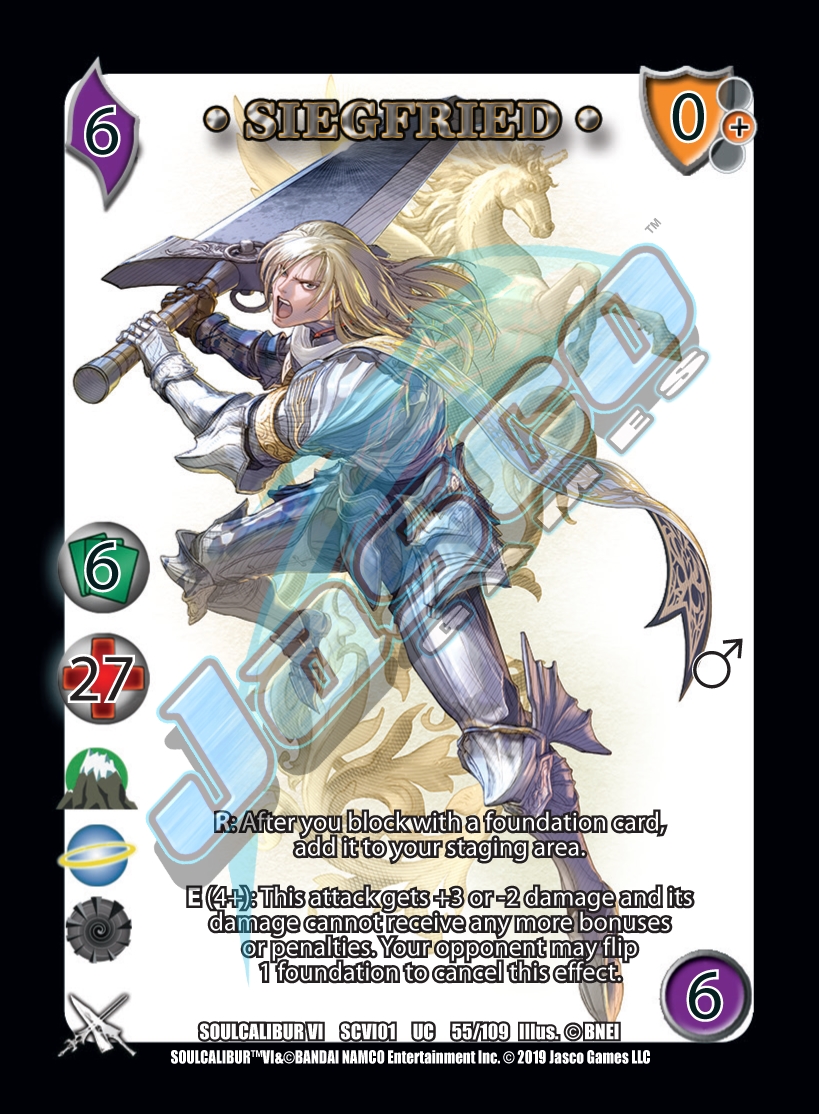 6
• SIEGFRIED •
0
+
TM
JASCO
GAMES
6
27
R: After you block with a foundation card,
add it to your staging area.
E (4+): This attack gets +3 or -2 damage and its
damage cannot receive any more bonuses
or penalties. Your opponent may flip
1 foundation to cancel this effect.
6
SOULCALIBUR VI SCVI01 UC 55/109 Illus. © BNEI
SOULCALIBUR™VI&©BANDAI NAMCO Entertainment Inc. © 2019 Jasco Games LLC